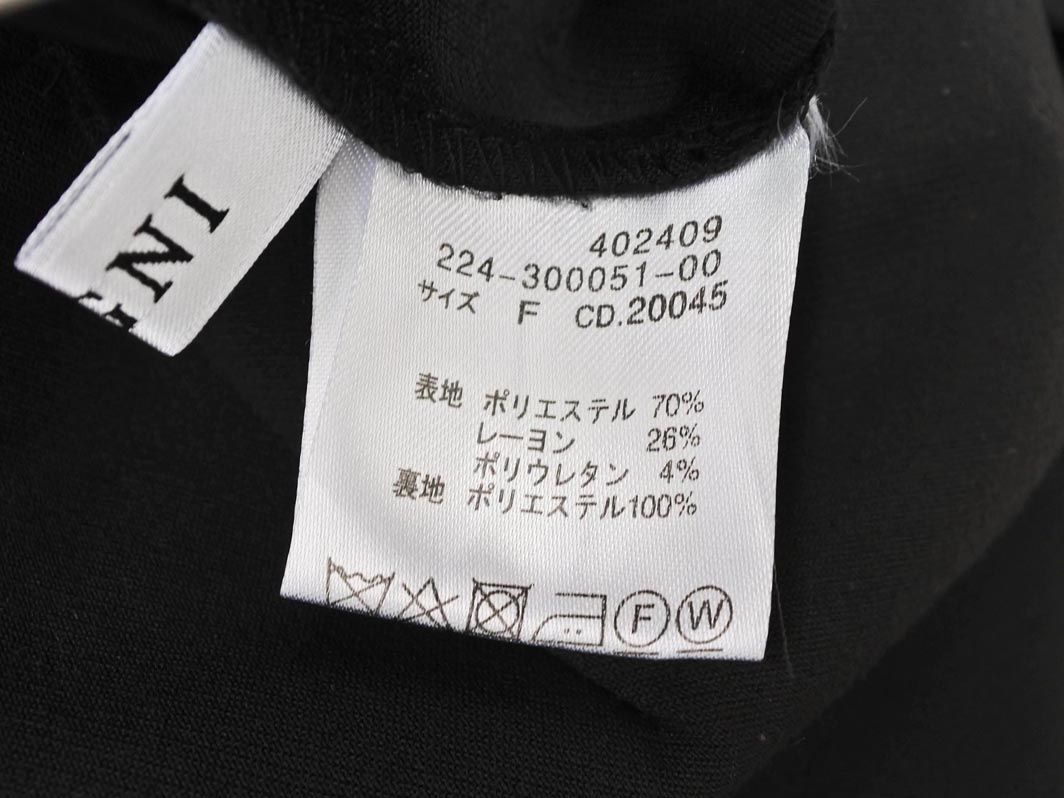 GNI
402409
224-300051-00
サイズ F CD.20045
表地 ポリエステル 70%
レーヨン 26%
ポリウレタン 4%
裏地 ポリエステル100%
F W